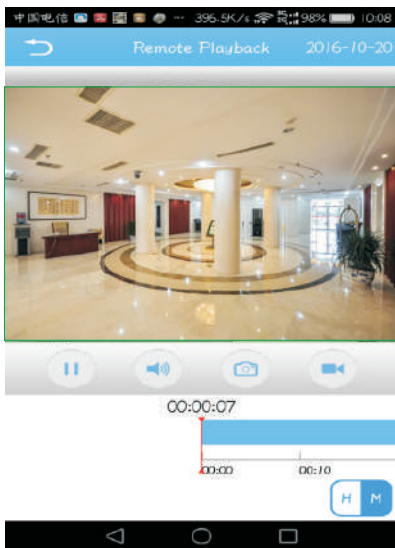 中国电信 ··· 396.5K/s 98% 10:08
Remote Playback 2016-10-20
00:00:07
00:00 00:10
H M